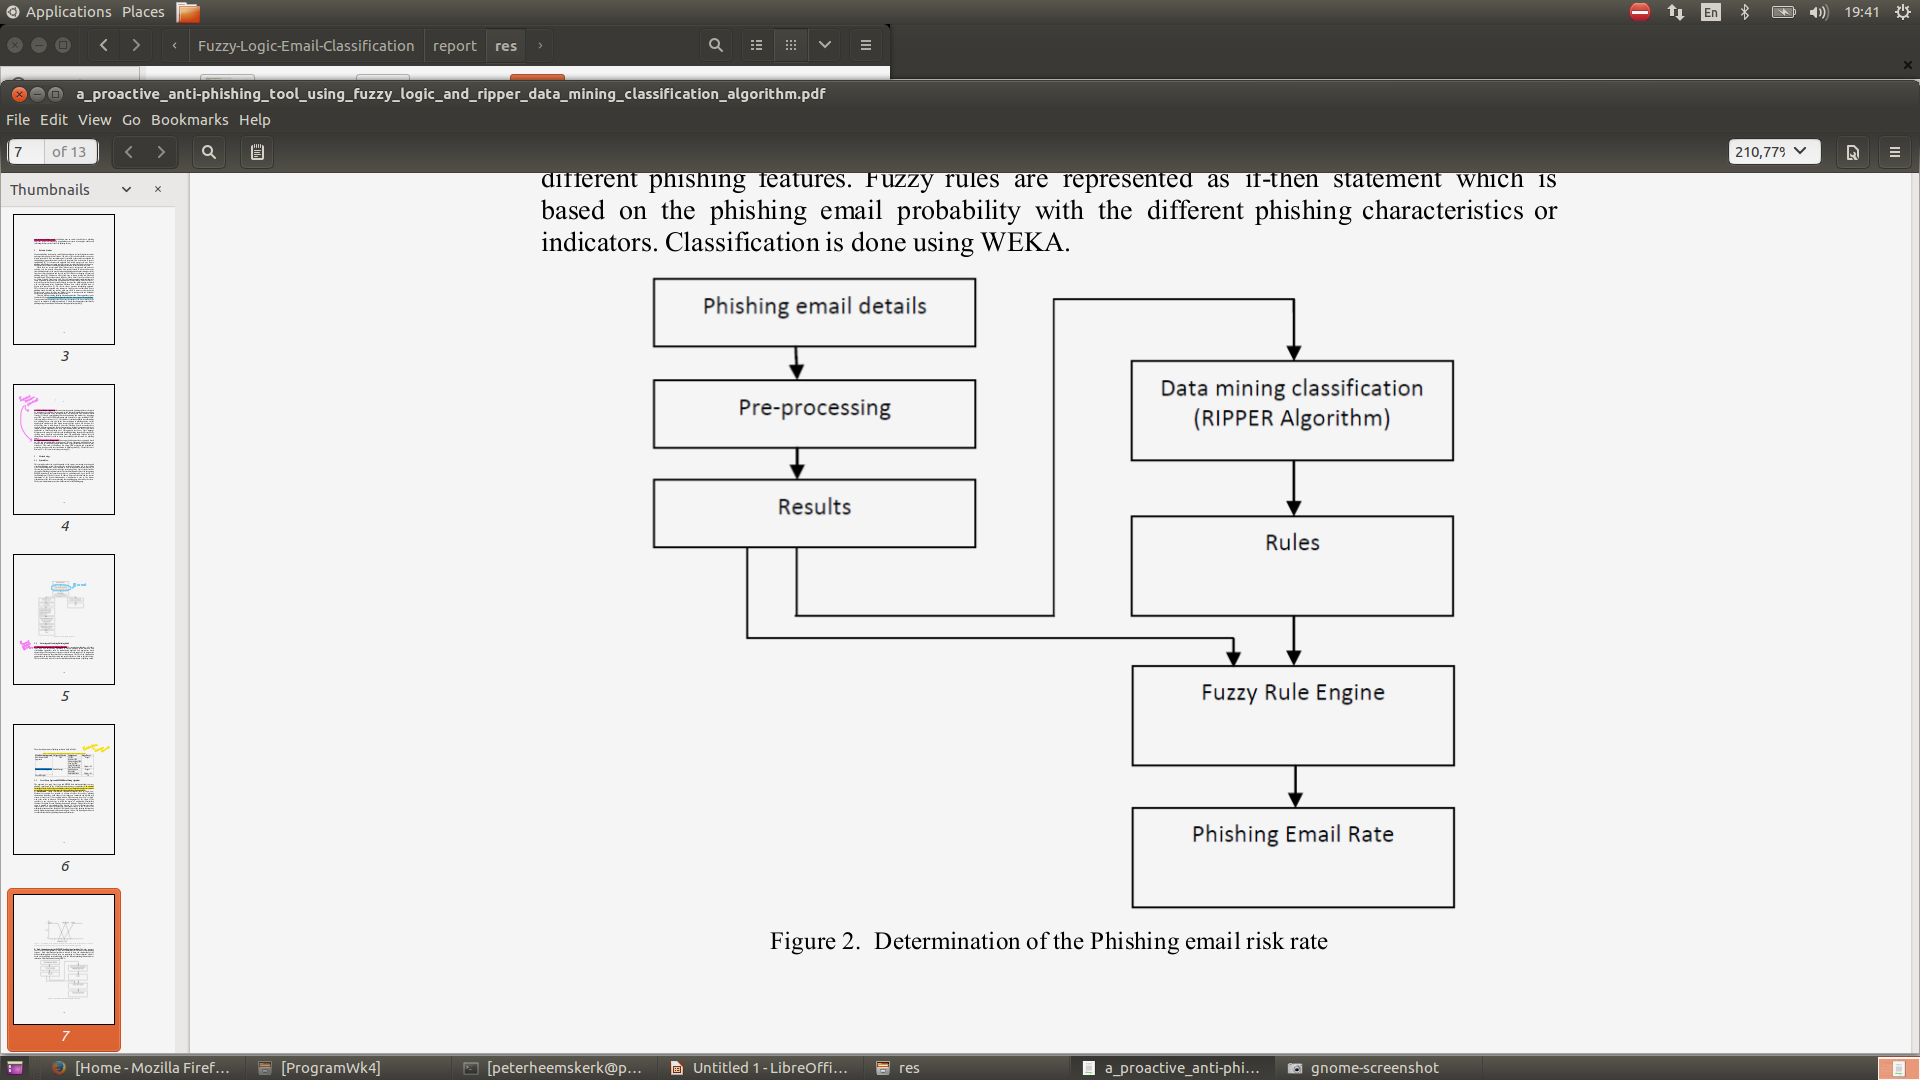 Applications Places
En
19:41
Fuzzy-Logic-Email-Classification report res
a_proactive_anti-phishing_tool_using_fuzzy_logic_and_ripper_data_mining_classification_algorithm.pdf
File Edit View Go Bookmarks Help
7 of 13
210,77%
Thumbnails
3
4
5
6
7
different phishing features. Fuzzy rules are represented as if-then statement which is
based on the phishing email probability with the different phishing characteristics or
indicators. Classification is done using WEKA.
Phishing email details
Pre-processing
Results
Data mining classification
(RIPPER Algorithm)
Rules
Fuzzy Rule Engine
Phishing Email Rate
Figure 2. Determination of the Phishing email risk rate
[Home - Mozilla Firef...
[ProgramWk4]
[peterheemskerk@p...
Untitled 1 - LibreOffi...
res
a_proactive_anti-phi...
gnome-screenshot